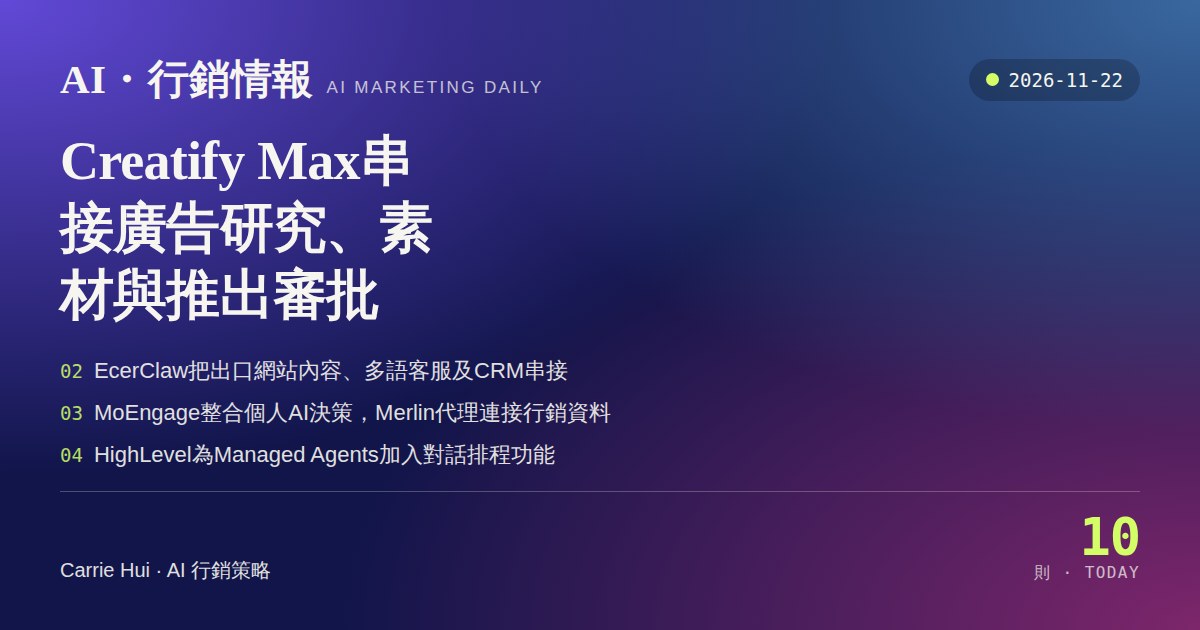 AI · 行銷情報 AI MARKETING DAILY
2026-11-22
Creatify Max串
接廣告研究、素
材與推出審批
02 EcerClaw把出口網站內容、多語客服及CRM串接
03 MoEngage整合個人AI決策，Merlin代理連接行銷資料
04 HighLevel為Managed Agents加入對話排程功能
10
Carrie Hui · AI 行銷策略
則 · TODAY